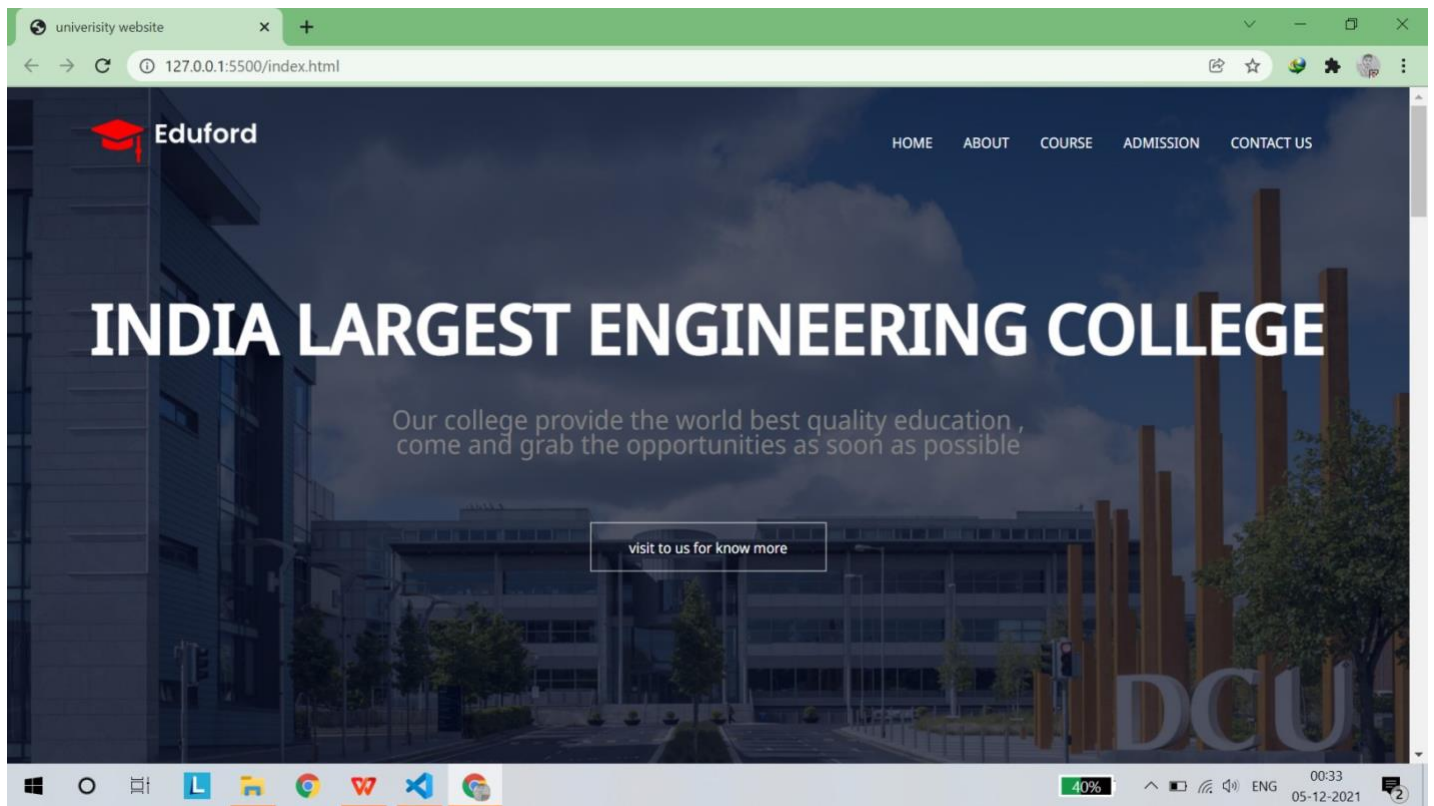 univerisity website
127.0.0.1:5500/index.html
Eduford
HOME ABOUT COURSE ADMISSION CONTACT US
INDIA LARGEST ENGINEERING COLLEGE
Our college provide the world best quality education ,
come and grab the opportunities as soon as possible
visit to us for know more
DCU
L
W
40%
ENG
00:33
05-12-2021
2